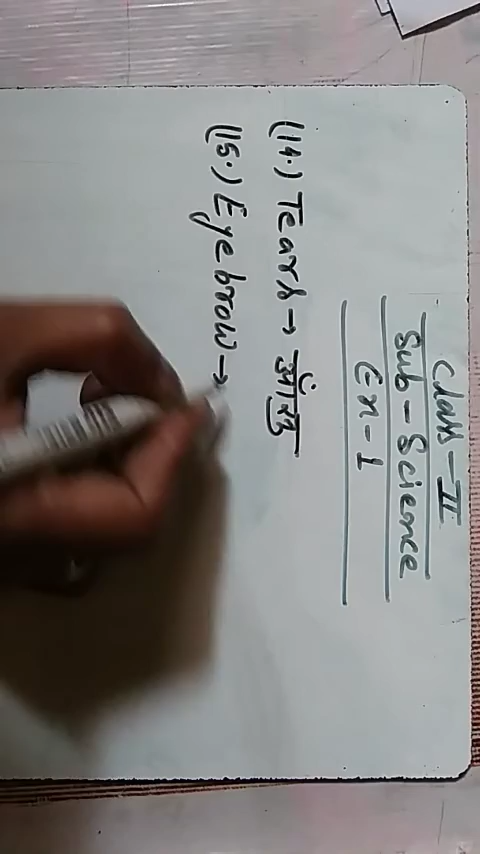 Class - II
Sub - Science
Ex - 1
(14.) Tears → आंसु
(15.) Eyebrow →